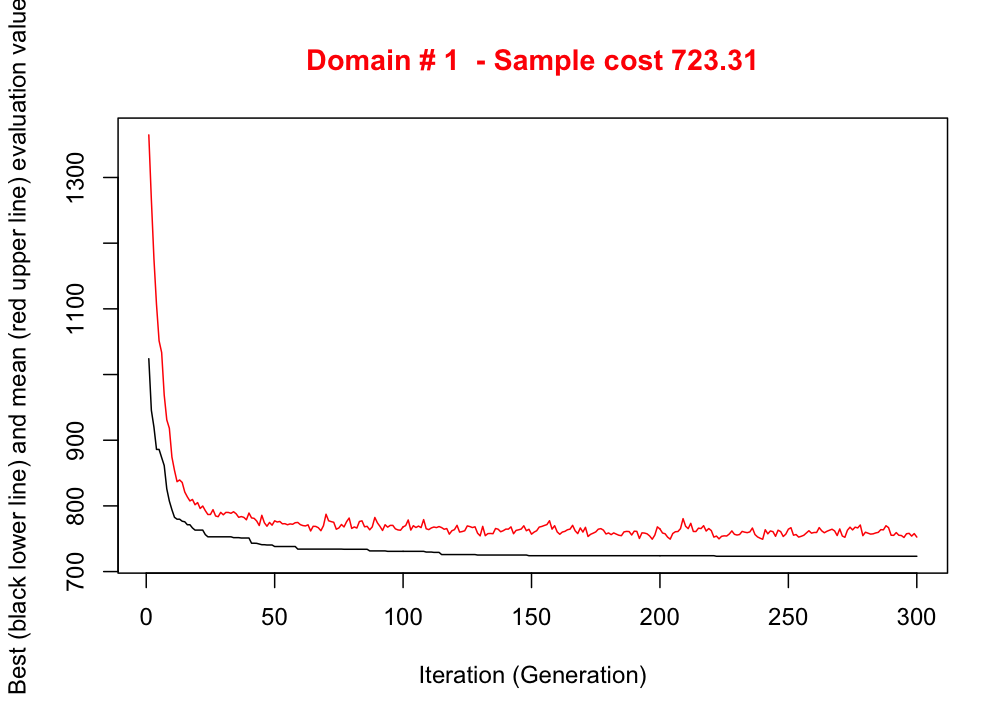 Domain # 1  - Sample cost 723.31
Best (black lower line) and mean (red upper line) evaluation value
1300
1100
900
800
700
0 50 100 150 200 250 300
Iteration (Generation)